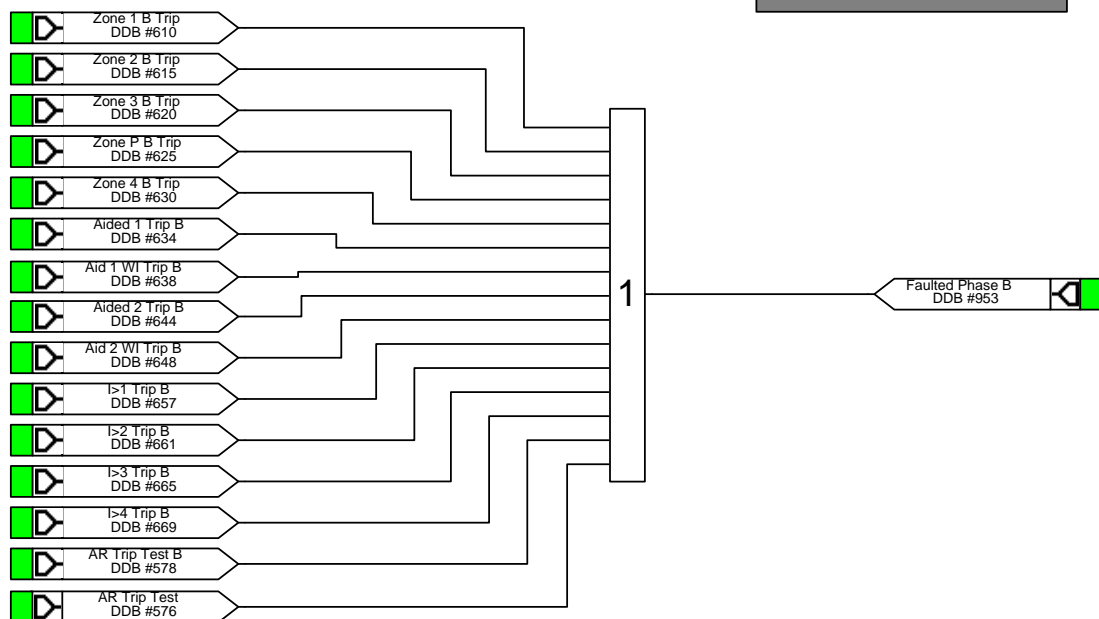 Zone 1 B Trip
DDB #610
Zone 2 B Trip
DDB #615
Zone 3 B Trip
DDB #620
Zone P B Trip
DDB #625
Zone 4 B Trip
DDB #630
Aided 1 Trip B
DDB #634
Aid 1 WI Trip B
DDB #638
Aided 2 Trip B
DDB #644
Aid 2 WI Trip B
DDB #648
I>1 Trip B
DDB #657
I>2 Trip B
DDB #661
I>3 Trip B
DDB #665
I>4 Trip B
DDB #669
AR Trip Test B
DDB #578
AR Trip Test
DDB #576
1
Faulted Phase B
DDB #953